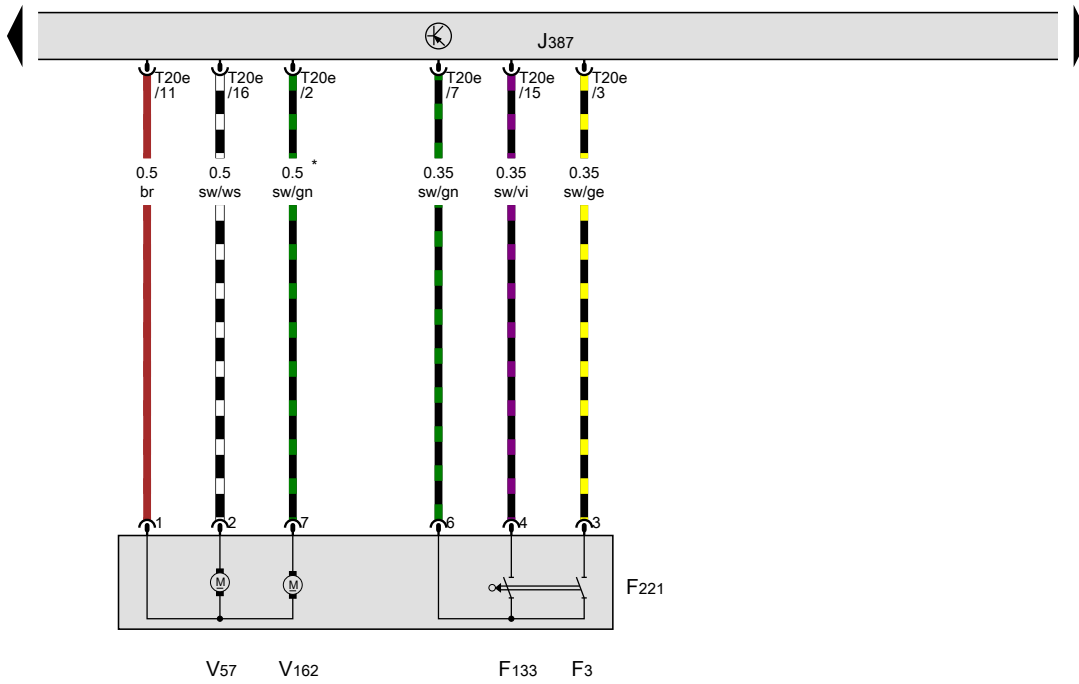 J387
T20e T20e T20e T20e T20e T20e
/11 /16 /2 /7 /15 /3
0.5 0.5 0.5 * 0.35 0.35 0.35
br sw/ws sw/gn sw/gn sw/vi sw/ge
1 2 7 6 4 3
M M
F221
V57 V162 F133 F3